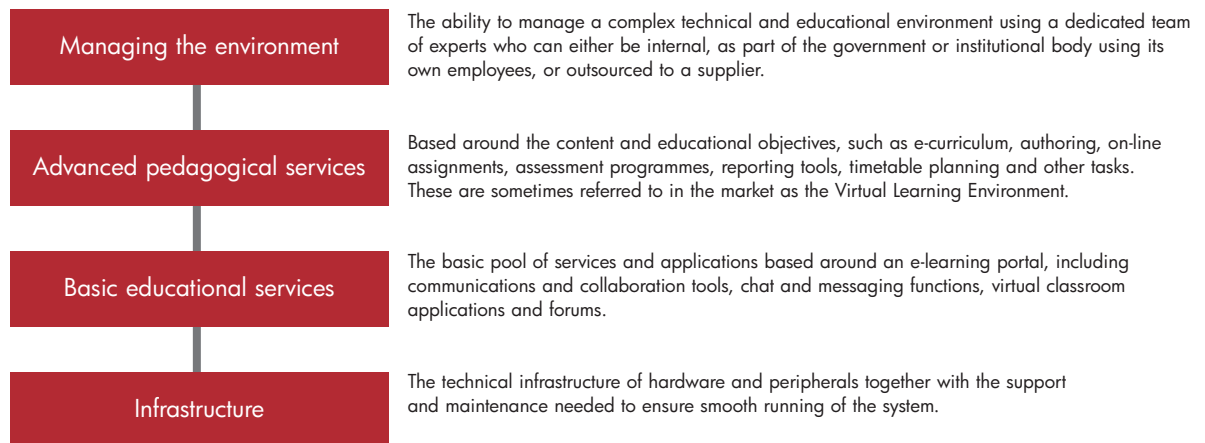 Managing the environment
The ability to manage a complex technical and educational environment using a dedicated team
of experts who can either be internal, as part of the government or institutional body using its
own employees, or outsourced to a supplier.
Advanced pedagogical services
Based around the content and educational objectives, such as e-curriculum, authoring, on-line
assignments, assessment programmes, reporting tools, timetable planning and other tasks.
These are sometimes referred to in the market as the Virtual Learning Environment.
Basic educational services
The basic pool of services and applications based around an e-learning portal, including
communications and collaboration tools, chat and messaging functions, virtual classroom
applications and forums.
Infrastructure
The technical infrastructure of hardware and peripherals together with the support
and maintenance needed to ensure smooth running of the system.